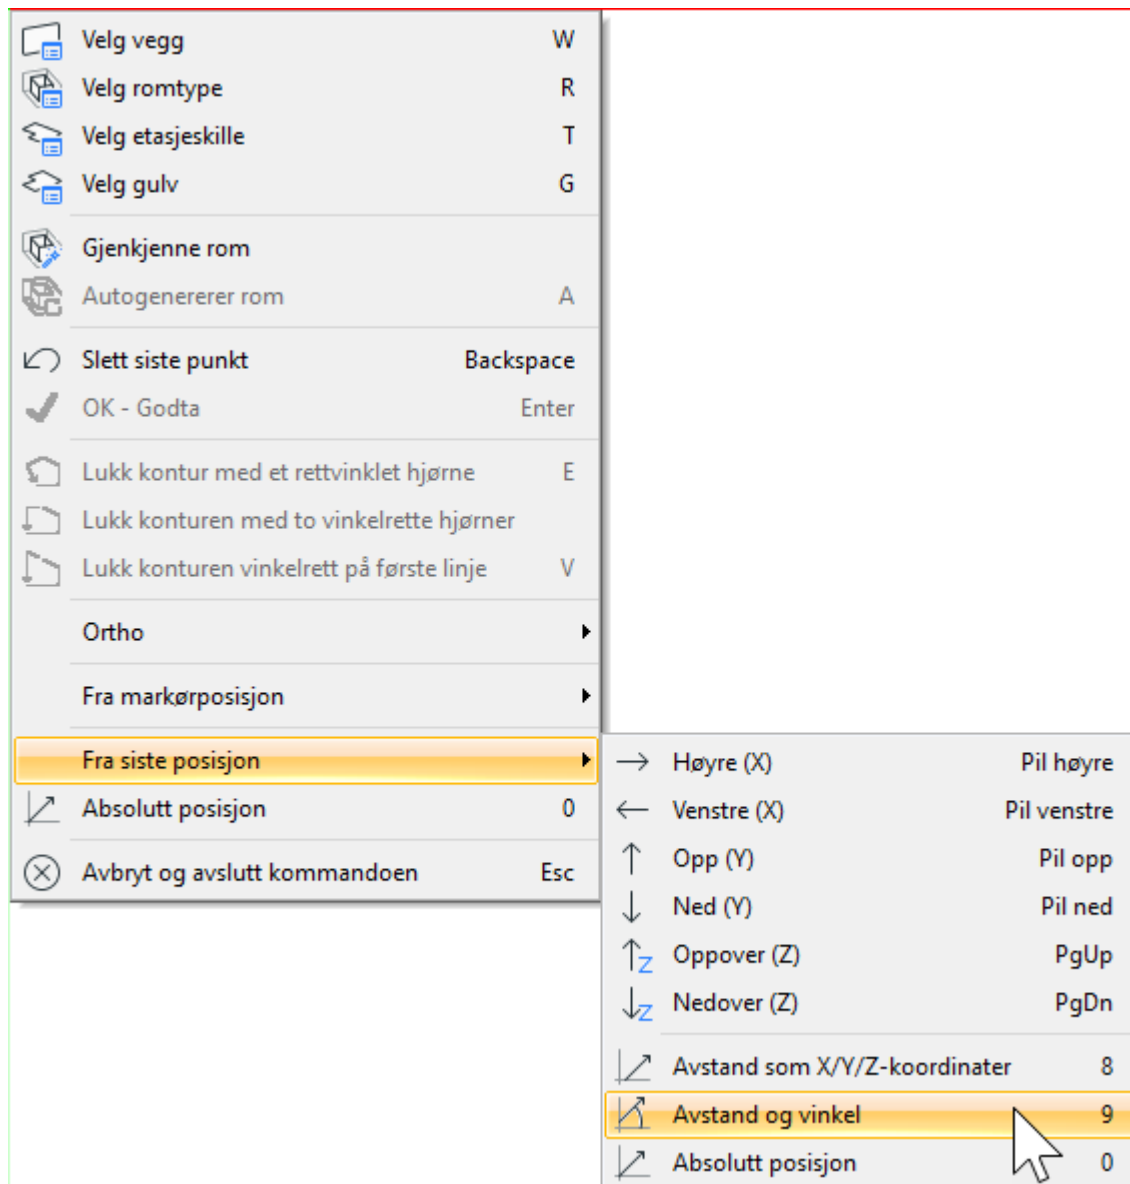 Velg vegg W
Velg romtype R
Velg etasjeskille T
Velg gulv G
Gjenkjenne rom
Autogenererer rom A
Slett siste punkt Backspace
OK - Godta Enter
Lukk kontur med et rettvinklet hjørne E
Lukk konturen med to vinkelrette hjørner
Lukk konturen vinkelrett på første linje V
Ortho
Fra markørposisjon
Fra siste posisjon
Absolutt posisjon 0
Avbryt og avslutt kommandoen Esc
Høyre (X) Pil høyre
Venstre (X) Pil venstre
Opp (Y) Pil opp
Ned (Y) Pil ned
Oppover (Z) PgUp
Nedover (Z) PgDn
Avstand som X/Y/Z-koordinater 8
Avstand og vinkel 9
Absolutt posisjon 0